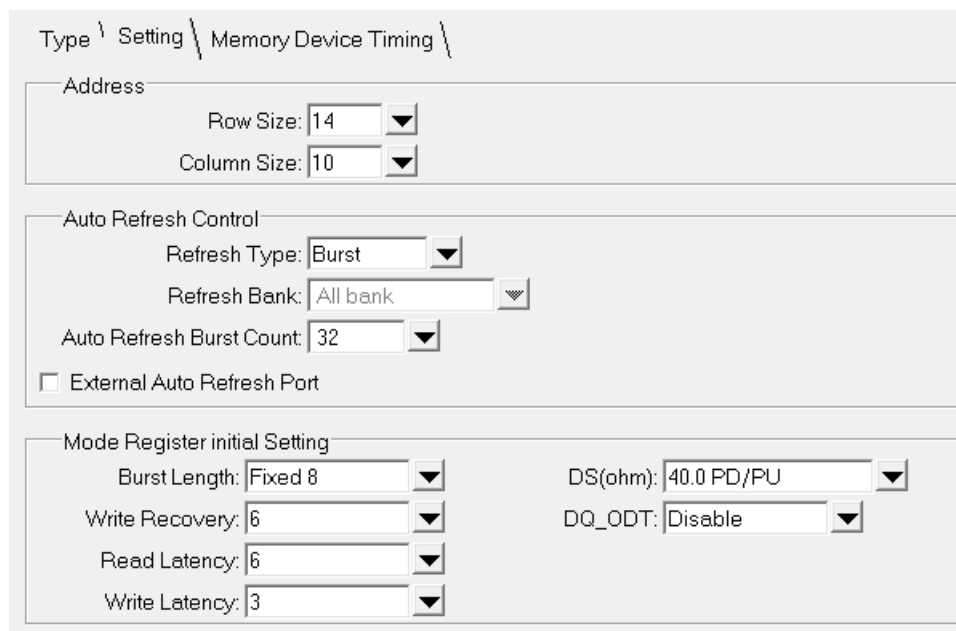 Type Setting Memory Device Timing
Address
Row Size: 14
Column Size: 10
Auto Refresh Control
Refresh Type: Burst
Refresh Bank: All bank
Auto Refresh Burst Count: 32
External Auto Refresh Port
Mode Register initial Setting
Burst Length: Fixed 8 DS(ohm): 40.0 PD/PU
Write Recovery: 6 DQ_ODT: Disable
Read Latency: 6
Write Latency: 3